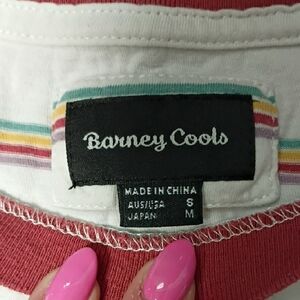 Barney Cools
MADE IN CHINA
AUS/USA S
JAPAN M